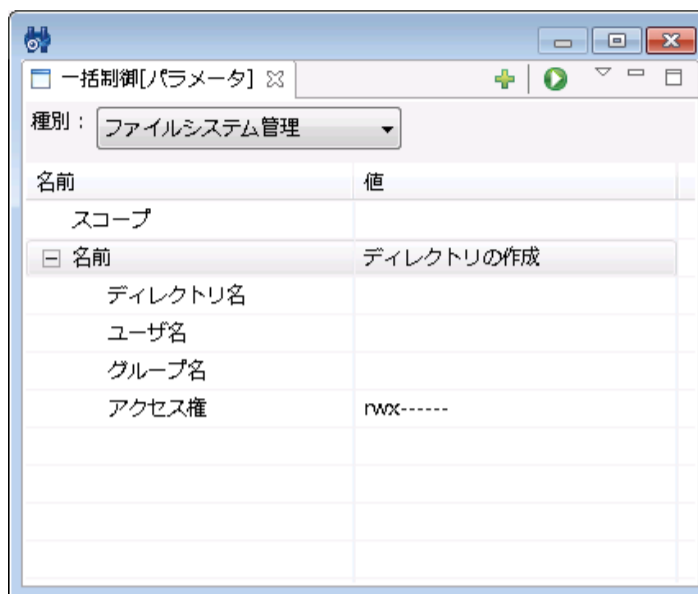 一括制御[パラメータ]
種別: ファイルシステム管理
名前 値
スコープ
名前 ディレクトリの作成
ディレクトリ名
ユーザ名
グループ名
アクセス権 rwx------